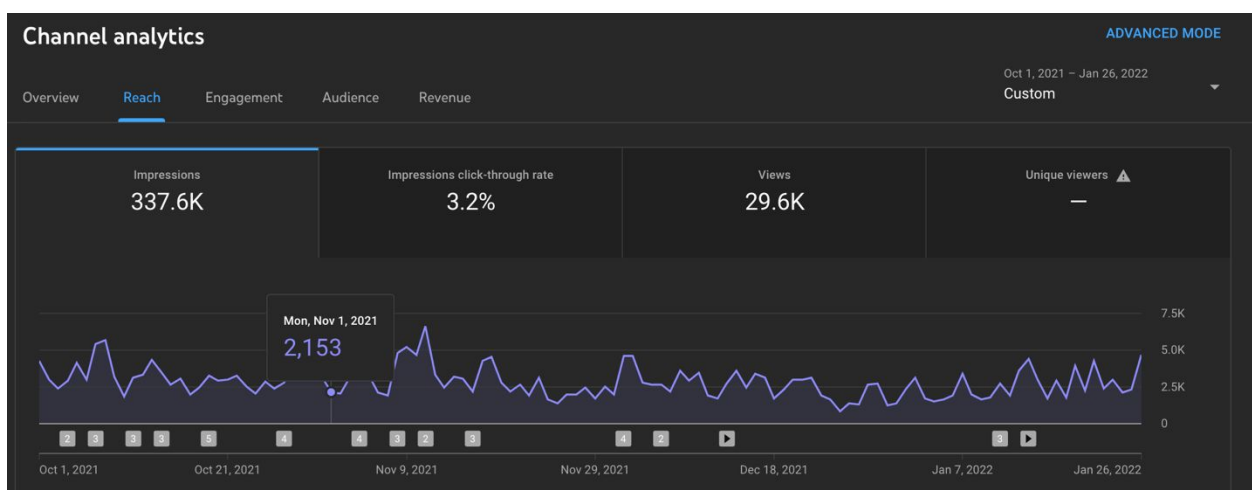 Channel analytics
ADVANCED MODE
Oct 1, 2021 – Jan 26, 2022
Custom
Overview Reach Engagement Audience Revenue
Impressions
337.6K
Impressions click-through rate
3.2%
Views
29.6K
Unique viewers
—
Mon, Nov 1, 2021
2,153
7.5K
5.0K
2.5K
0
2 3 3 3 5 4 4 3 2 3 4 2 3
Oct 1, 2021 Oct 21, 2021 Nov 9, 2021 Nov 29, 2021 Dec 18, 2021 Jan 7, 2022 Jan 26, 2022